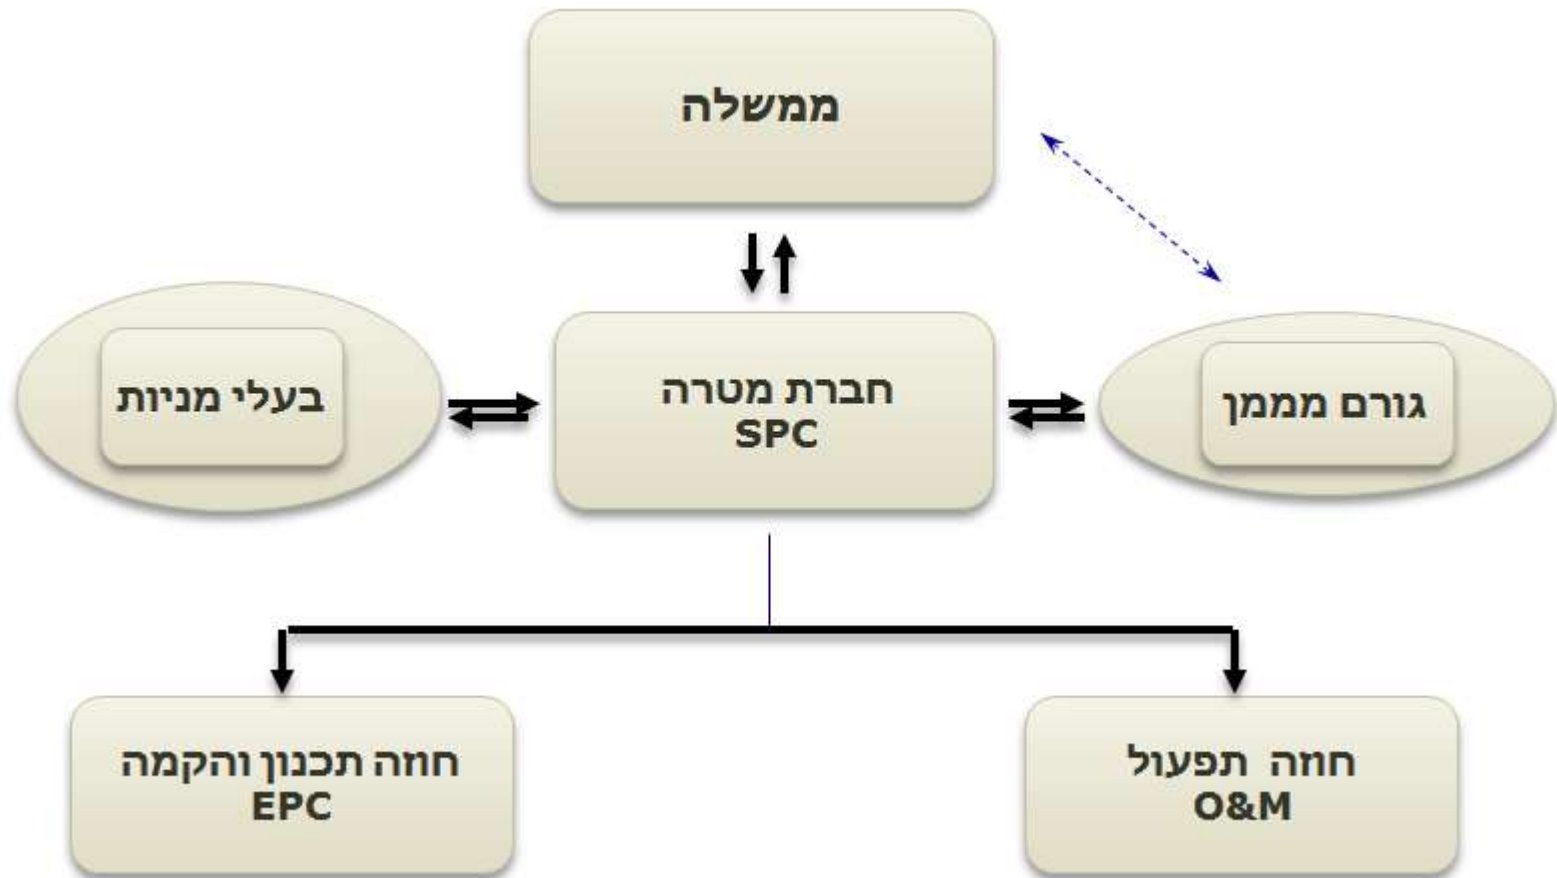 ממשלה
בעלי מניות
חברת מטרה
SPC
גורם מממן
חוזה תכנון והקמה
EPC
חוזה תפעול
O&M